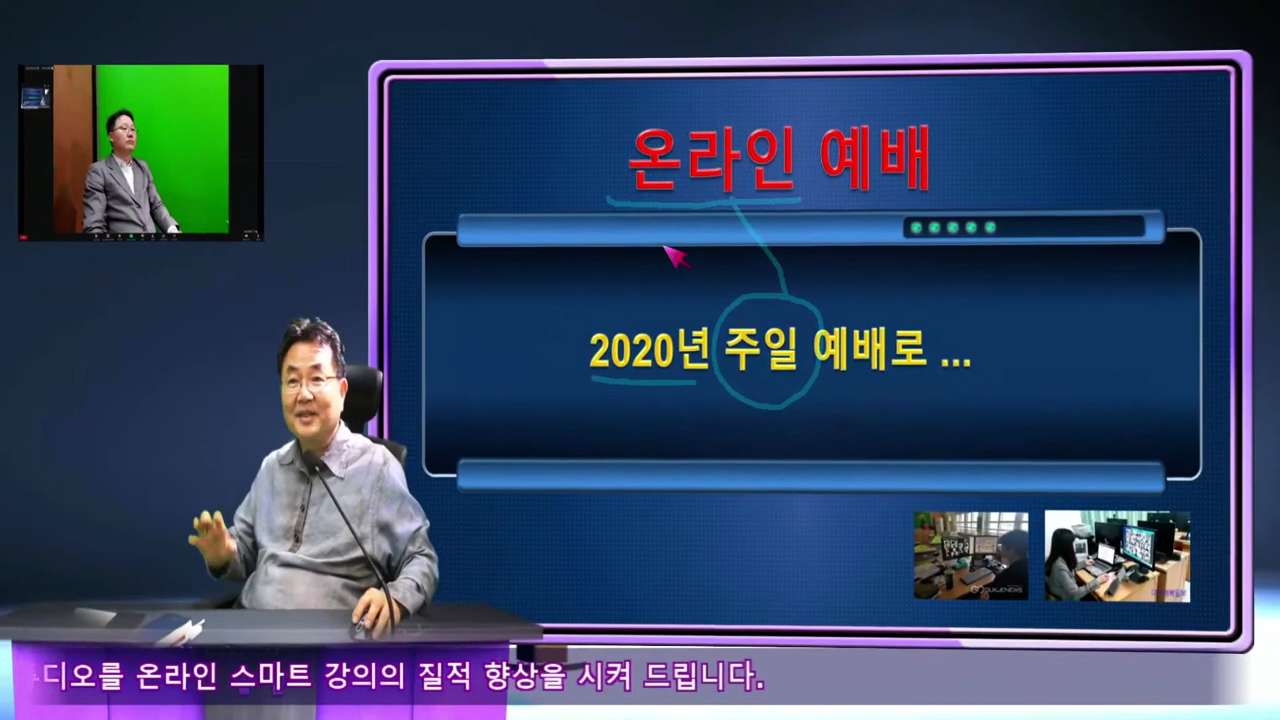 온라인 예배
2020년 주일 예배로 ...
디오를 온라인 스마트 강의의 질적 향상을 시켜 드립니다.